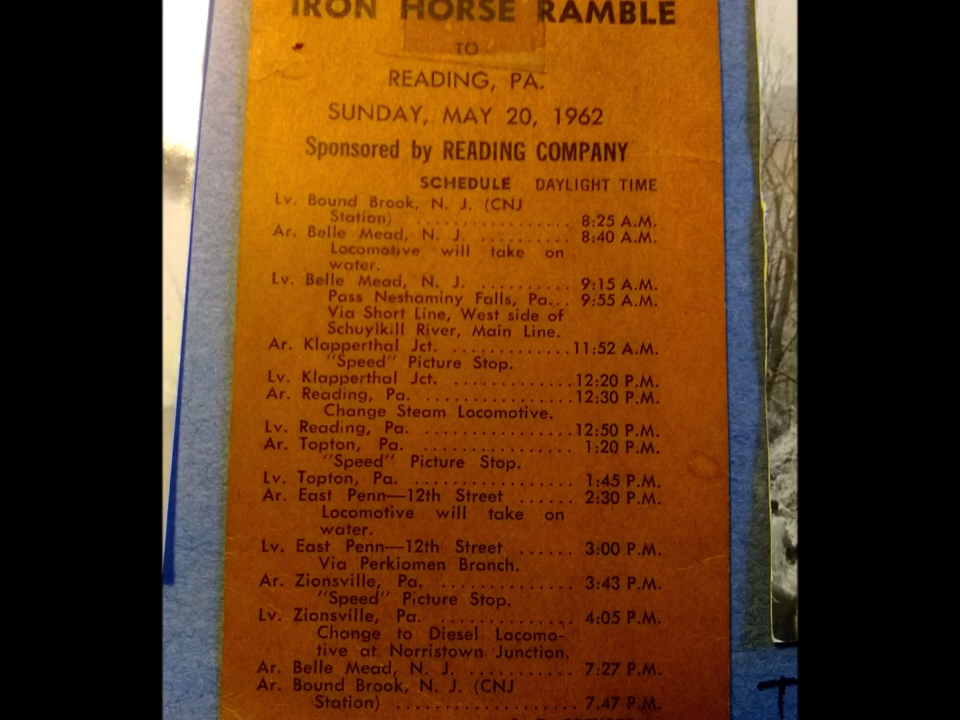 IRON HORSE RAMBLE
TO
READING, PA.
SUNDAY, MAY 20, 1962
Sponsored by READING COMPANY
SCHEDULE DAYLIGHT TIME
Lv. Bound Brook, N. J. (CNJ
Station) .................. 8:25 A.M.
Ar. Belle Mead, N. J. .......... 8:40 A.M.
Locomotive will take on
water.
Lv. Belle Mead, N. J. .......... 9:15 A.M.
Pass Neshaminy Falls, Pa... 9:55 A.M.
Via Short Line, West side of
Schuylkill River, Main Line.
Ar. Klapperthal Jct. .............11:52 A.M.
"Speed" Picture Stop.
Lv. Klapperthal Jct. .............12:20 P.M.
Ar. Reading, Pa. ................12:30 P.M.
Change Steam Locomotive.
Lv. Reading, Pa. ................12:50 P.M.
Ar. Topton, Pa. ................ 1:20 P.M.
"Speed" Picture Stop.
Lv. Topton, Pa. ................ 1:45 P.M.
Ar. East Penn—12th Street ...... 2:30 P.M.
Locomotive will take on
water.
Lv. East Penn—12th Street ...... 3:00 P.M.
Via Perkiomen Branch.
Ar. Zionsville, Pa. .............. 3:43 P.M.
"Speed" Picture Stop.
Lv. Zionsville, Pa. .............. 4:05 P.M.
Change to Diesel Locomo-
tive at Norristown Junction.
Ar. Belle Mead, N. J. ........... 7:27 P.M.
Ar. Bound Brook, N. J. (CNJ
Station) .................... 7.47 P.M.